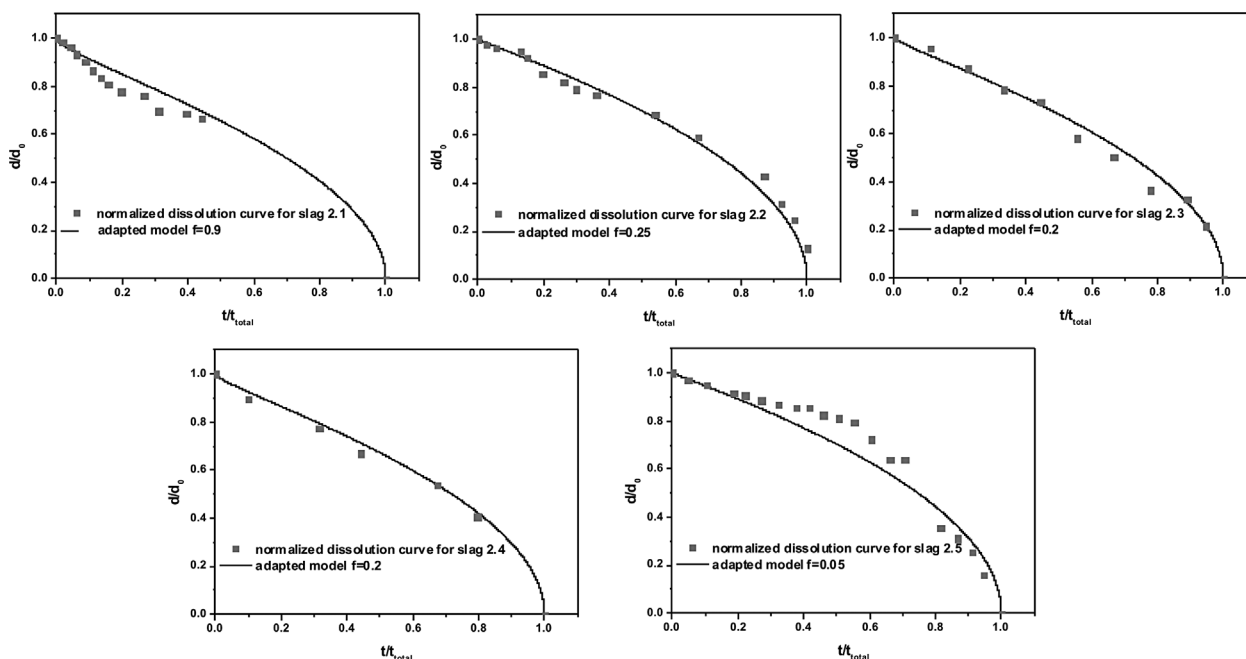 1.0
0.8
0.6
0.4
0.2
0.0
d/d0
normalized dissolution curve for slag 2.1
adapted model f=0.9
0.0 0.2 0.4 0.6 0.8 1.0
t/ttotal
1.0
0.8
0.6
0.4
0.2
0.0
d/d0
normalized dissolution curve for slag 2.2
adapted model f=0.25
0.0 0.2 0.4 0.6 0.8 1.0
t/ttotal
1.0
0.8
0.6
0.4
0.2
0.0
d/d0
normalized dissolution curve for slag 2.3
adapted model f=0.2
0.0 0.2 0.4 0.6 0.8 1.0
t/ttotal
1.0
0.8
0.6
0.4
0.2
0.0
d/d0
normalized dissolution curve for slag 2.4
adapted model f=0.2
0.0 0.2 0.4 0.6 0.8 1.0
t/ttotal
1.0
0.8
0.6
0.4
0.2
0.0
d/d0
normalized dissolution curve for slag 2.5
adapted model f=0.05
0.0 0.2 0.4 0.6 0.8 1.0
t/ttotal